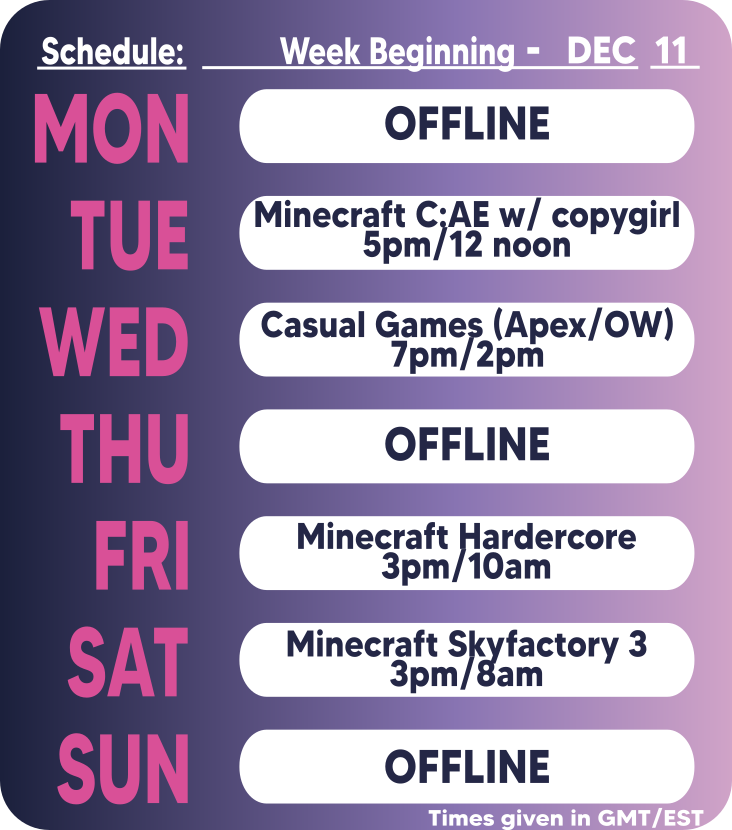 Schedule: Week Beginning - DEC 11
MON OFFLINE
TUE Minecraft C:AE w/ copygirl
5pm/12 noon
WED Casual Games (Apex/OW)
7pm/2pm
THU OFFLINE
FRI Minecraft Hardercore
3pm/10am
SAT Minecraft Skyfactory 3
3pm/8am
SUN OFFLINE
Times given in GMT/EST